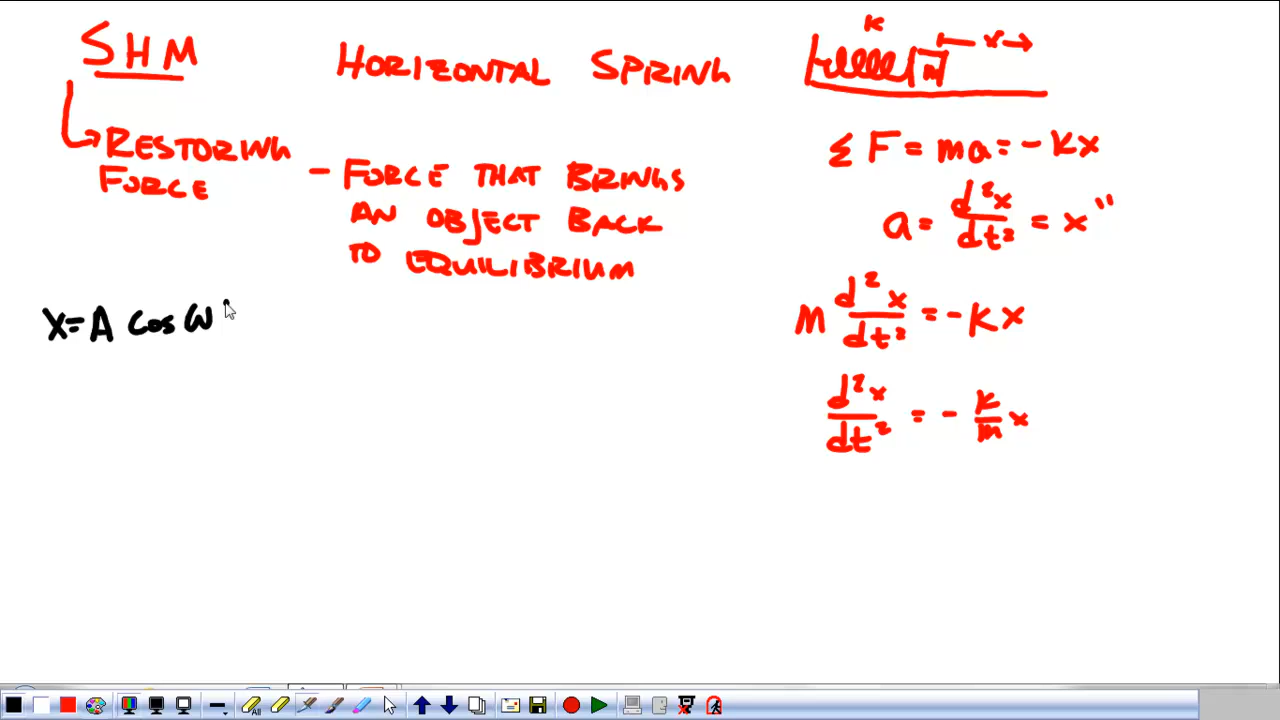 SHM
HORIZONTAL SPRING
K
m x
RESTORING
FORCE
- FORCE THAT BRINGS
AN OBJECT BACK
TO EQUILIBRIUM
Σ F = ma = -Kx
a = d²x/dt² = x"
m d²x/dt² = -Kx
d²x/dt² = - K/m x
X=A cos ω
All